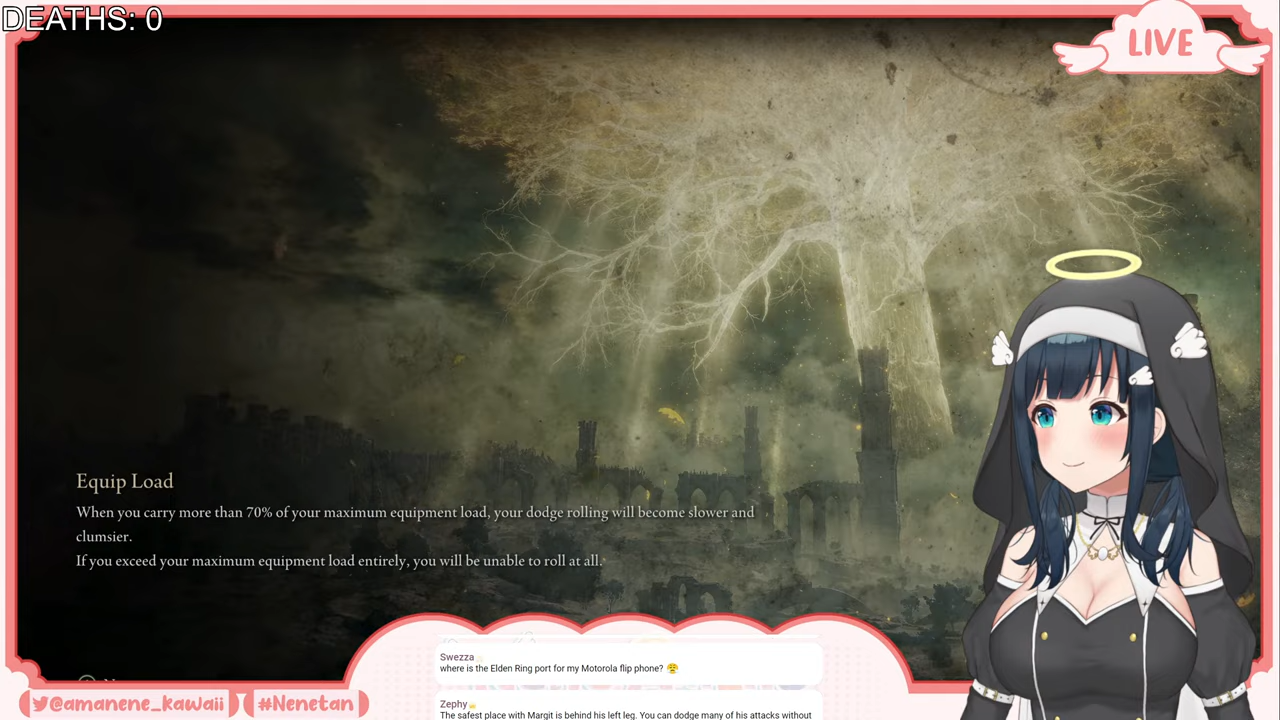 DEATHS: 0
LIVE
Equip Load
When you carry more than 70% of your maximum equipment load, your dodge rolling will become slower and
clumsier.
If you exceed your maximum equipment load entirely, you will be unable to roll at all.
Swezza
where is the Elden Ring port for my Motorola flip phone? 😤
Zephy
The safest place with Margit is behind his left leg. You can dodge many of his attacks without
@amanene_kawaii
#Nenetan